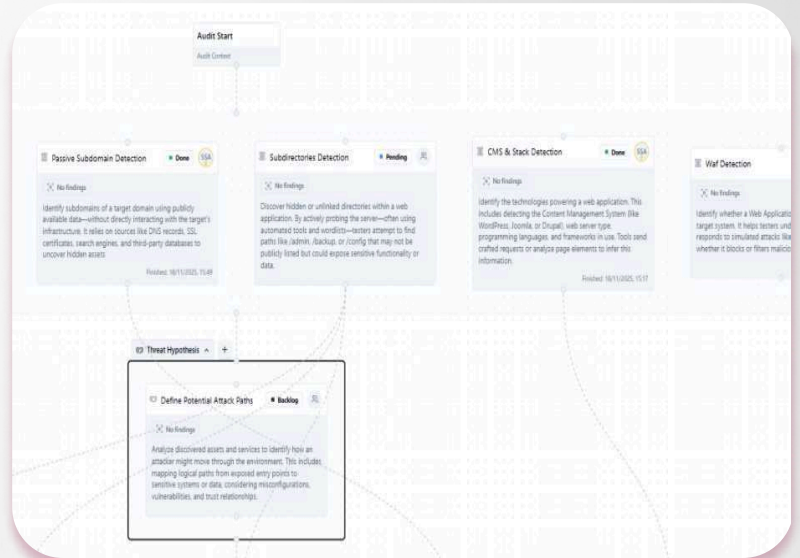 Audit Start
Audit Context
Passive Subdomain Detection
Done
SSA
No findings
Identify subdomains of a target domain using publicly
available data—without directly interacting with the target's
infrastructure. It relies on sources like DNS records, SSL
certificates, search engines, and third-party databases to
uncover hidden assets
Finished: 18/11/2025, 15:49
Subdirectories Detection
Pending
No findings
Discover hidden or unlinked directories within a web
application. By actively probing the server—often using
automated tools and wordlists—testers attempt to find
paths like /admin, /backup, or /config that may not be
publicly listed but could expose sensitive functionality or
data.
CMS & Stack Detection
Done
SSA
No findings
Identify the technologies powering a web application. This
includes detecting the Content Management System (like
WordPress, Joomla, or Drupal), web server type,
programming languages, and frameworks in use. Tools send
crafted requests or analyze page elements to infer this
information.
Finished: 18/11/2025, 15:17
Waf Detection
No findings
Identify whether a Web Applicatio
target system. It helps testers und
responds to simulated attacks like
whether it blocks or filters malicio
Threat Hypothesis
Define Potential Attack Paths
Backlog
No findings
Analyze discovered assets and services to identify how an
attacker might move through the environment. This includes
mapping logical paths from exposed entry points to
sensitive systems or data, considering misconfigurations,
vulnerabilities, and trust relationships.